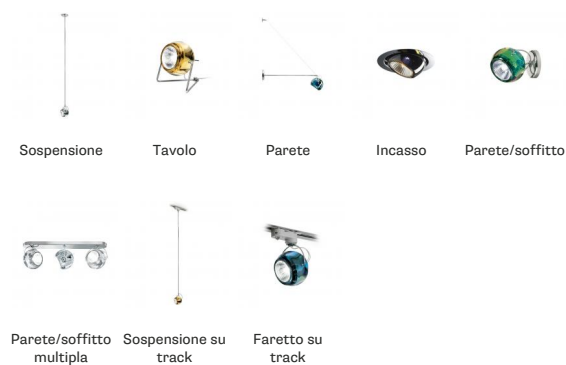 Sospensione
Tavolo
Parete
Incasso
Parete/soffitto
Parete/soffitto
multipla
Sospensione su
track
Faretto su
track